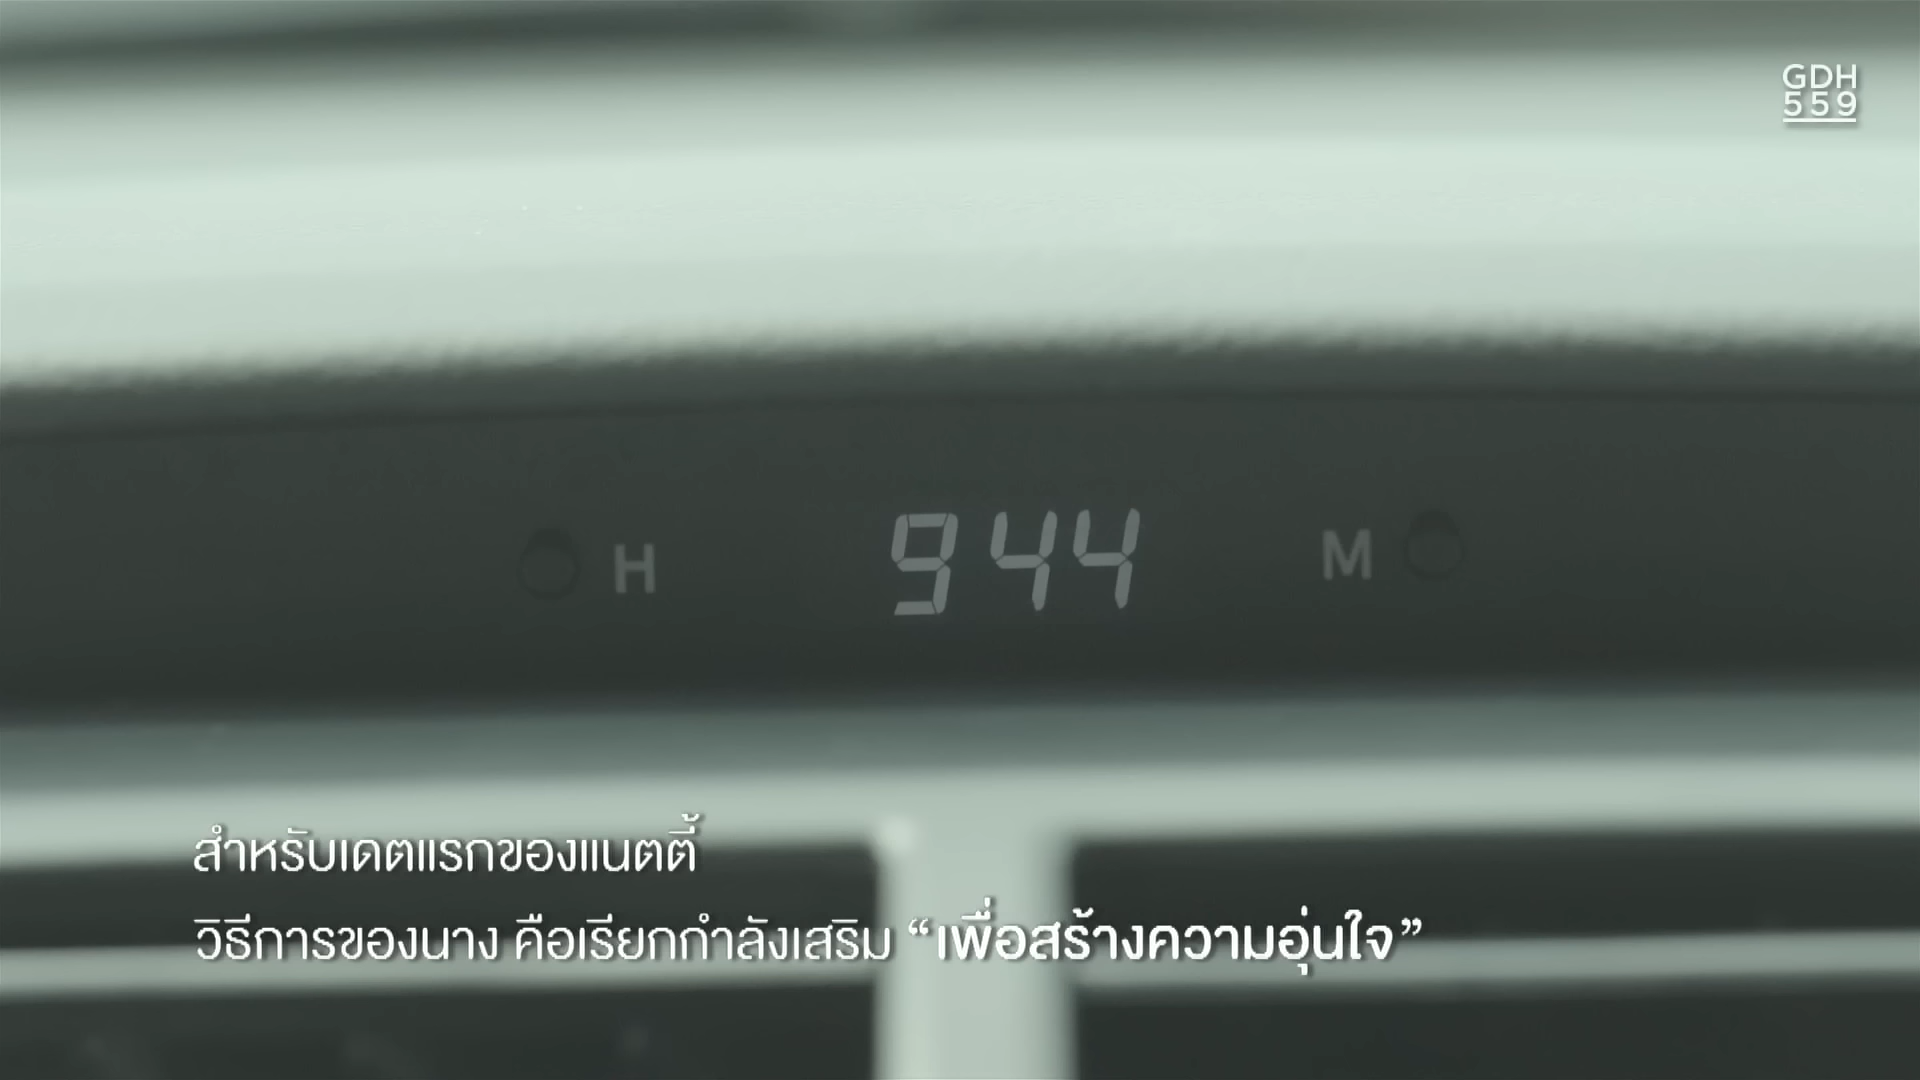 GDH
559
H 944 M
สำหรับเดตแรกของแนตตี้
วิธีการของนาง คือเรียกกำลังเสริม “เพื่อสร้างความอุ่นใจ”